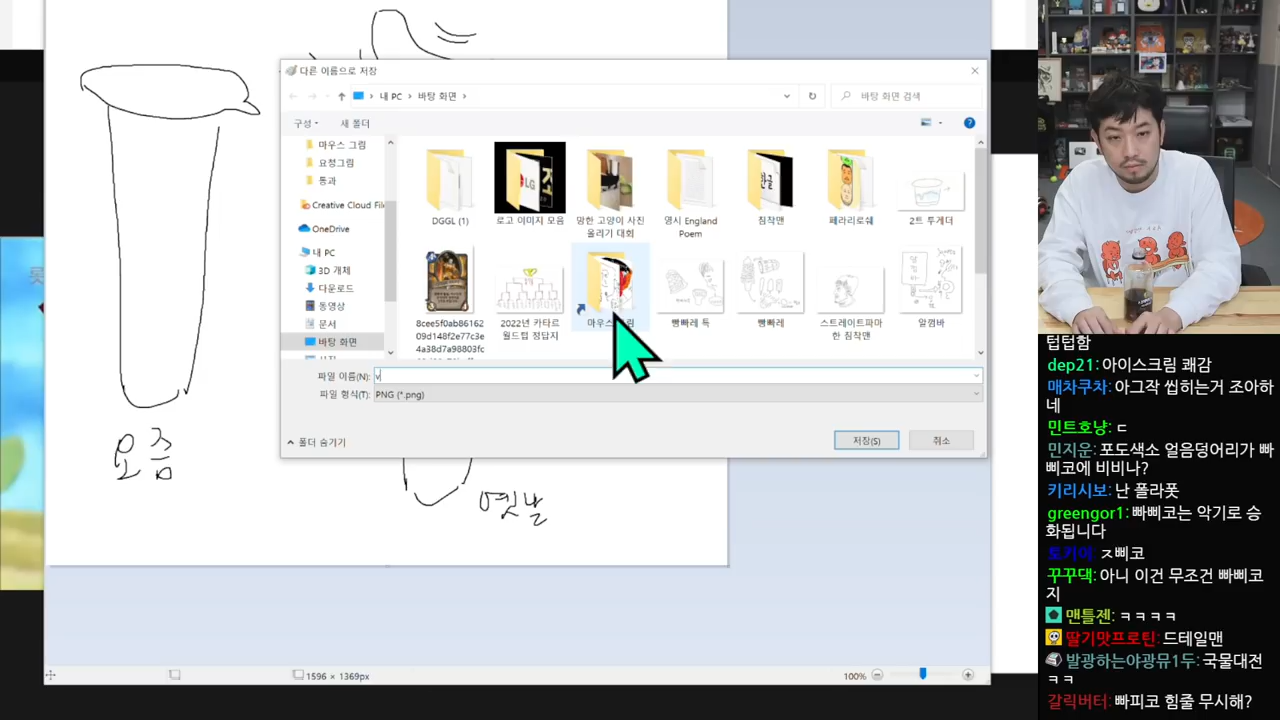 다른 이름으로 저장
내 PC
바탕 화면
바탕 화면 검색
구성
새 폴더
마우스 그림
요청그림
통과
Creative Cloud File
OneDrive
내 PC
3D 개체
다운로드
동영상
문서
바탕 화면
DGGL (1)
로고 이미지 모음
망한 고양이 사진 올리기 대회
영시 England Poem
침착맨
페라리로쉐
2트 투게더
8cee5f0ab86162
09d148f2e77c3e
4a38d7a98803fc
2022년 카타르 월드컵 정답지
빵빠레 특
빵빠레
스트레이트파마 한 침착맨
알낌바
파일 이름(N):
v
파일 형식(T):
PNG (*.png)
폴더 숨기기
저장(S)
취소
요즘
옛날
1596 × 1369px
100%
텁텁함
dep21: 아이스크림 쾌감
매차쿠차: 아그작 씹히는거 조아하
네
민트호냥: ㄷ
민지운: 포도색소 얼음덩어리가 빠
삐코에 비비나?
키리시보: 난 폴라폿
greengor1: 빠삐코는 악기로 승
화됩니다
토키야: ㅈ삐코
꾸꾸댁: 아니 이건 무조건 빠삐코
지
맨틀젠: ㅋㅋㅋㅋ
딸기맛프로틴: 드테일맨
발광하는야광뮤1두: 국물대전
ㅋㅋ
갈릭버터: 빠피코 힘줄 무시해?